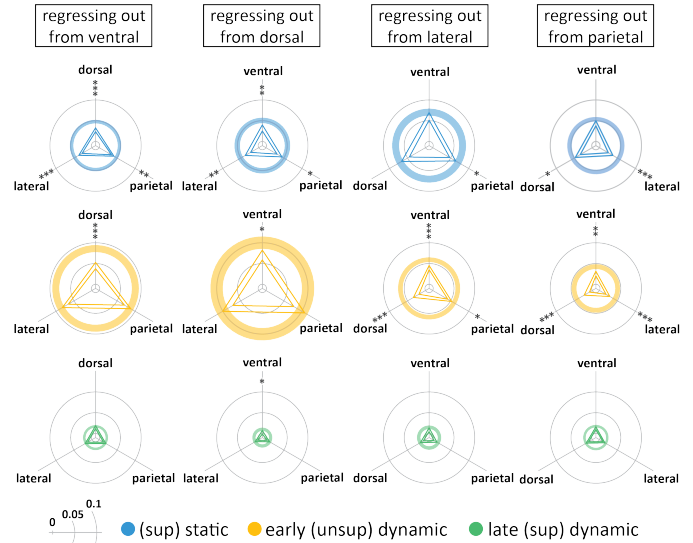 regressing out regressing out regressing out regressing out
from ventral from dorsal from lateral from parietal
dorsal ventral ventral ventral
*** **
lateral *** ** parietal lateral ** * parietal dorsal * parietal dorsal * *** lateral
dorsal ventral ventral ventral
*** * *** **
lateral parietal lateral parietal dorsal *** * parietal dorsal *** *** lateral
dorsal ventral ventral ventral
*
lateral parietal lateral parietal dorsal parietal dorsal lateral
0 0.05 0.1
(sup) static early (unsup) dynamic late (sup) dynamic